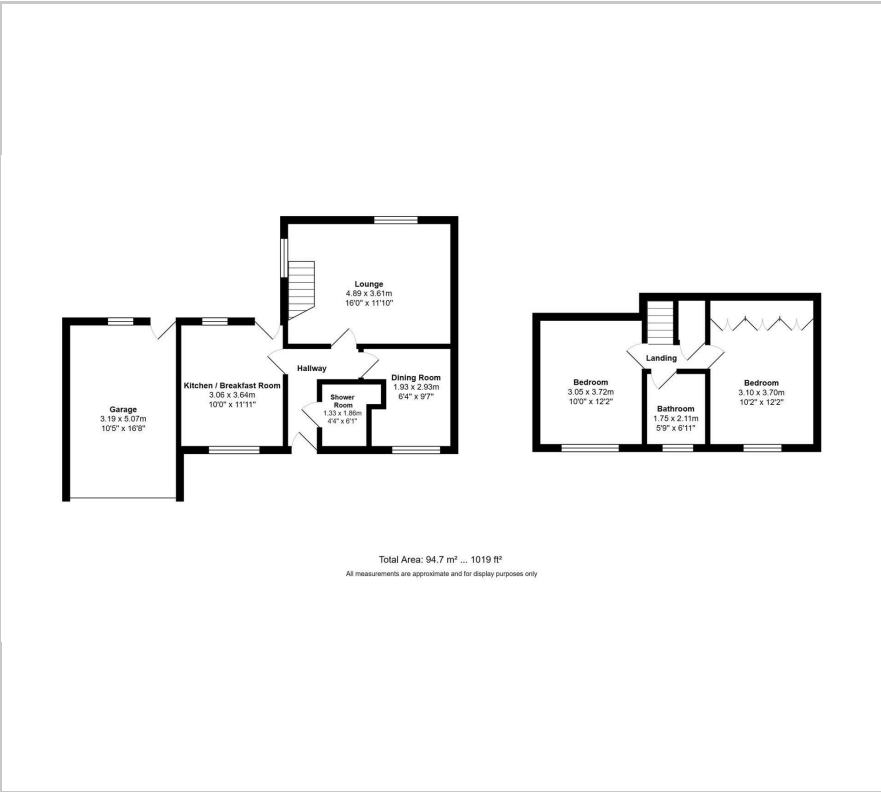 Lounge
4.89 x 3.61m
16'0" x 11'10"
Hallway
Kitchen / Breakfast Room
3.06 x 3.64m
10'0" x 11'11"
Dining Room
1.93 x 2.93m
6'4" x 9'7"
Shower
Room
1.33 x 1.86m
4'4" x 6'1"
Garage
3.19 x 5.07m
10'5" x 16'8"
Landing
Bedroom
3.05 x 3.72m
10'0" x 12'2"
Bedroom
3.10 x 3.70m
10'2" x 12'2"
Bathroom
1.75 x 2.11m
5'9" x 6'11"
Total Area: 94.7 m² ... 1019 ft²
All measurements are approximate and for display purposes only